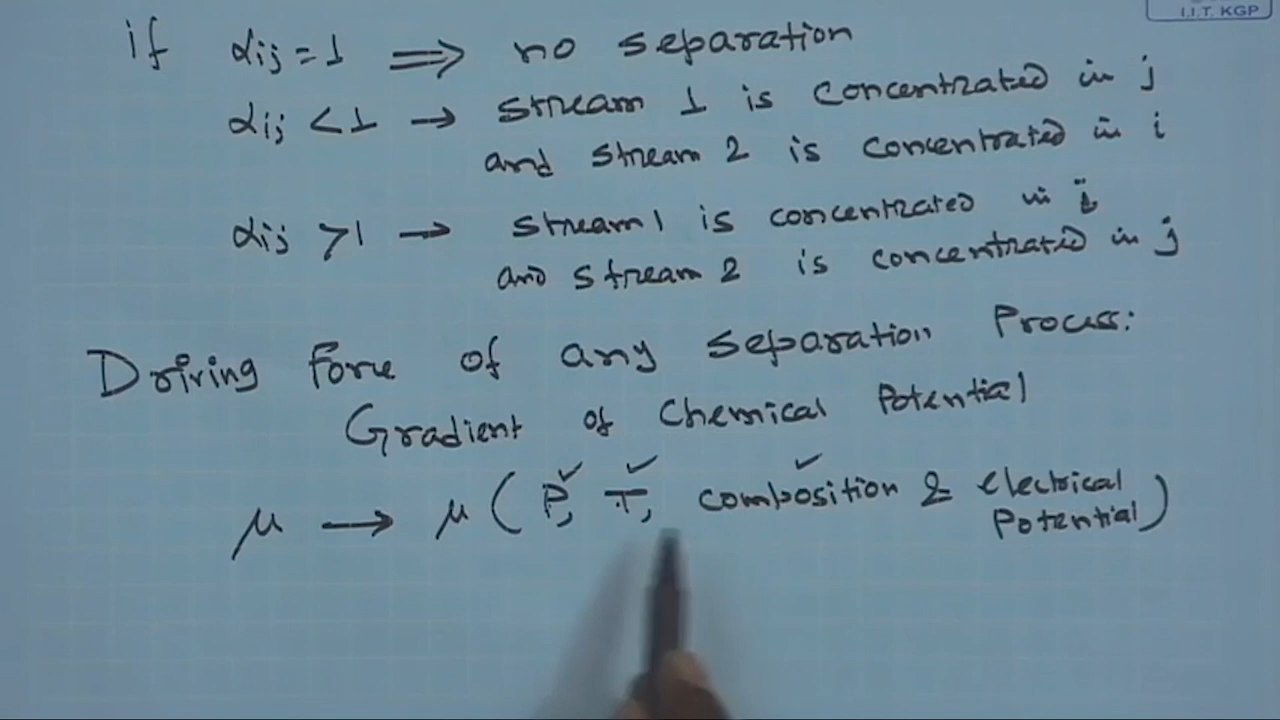 I.I.T. KGP
if αij = 1 ⟹ no separation
αij < 1 → stream 1 is concentrated in j
and stream 2 is concentrated in i
αij > 1 → stream 1 is concentrated in i
and stream 2 is concentrated in j
Driving Force of any separation Process:
Gradient of Chemical Potential
μ → μ (P, T, composition & electrical
Potential)